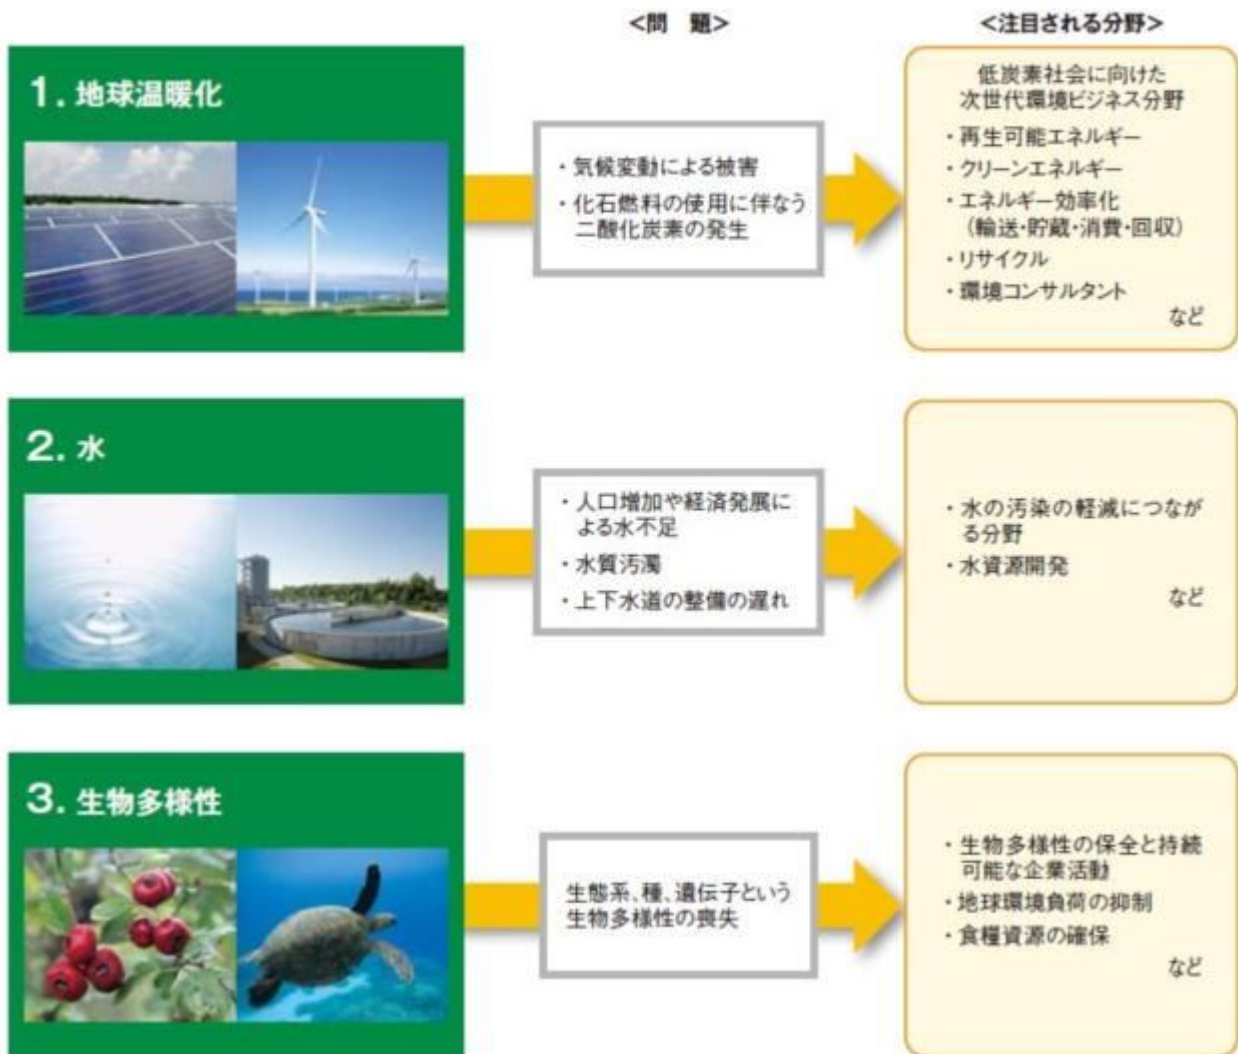 <問　題>
<注目される分野>
1. 地球温暖化
・気候変動による被害
・化石燃料の使用に伴なう
二酸化炭素の発生
低炭素社会に向けた
次世代環境ビジネス分野
・再生可能エネルギー
・クリーンエネルギー
・エネルギー効率化
（輸送・貯蔵・消費・回収）
・リサイクル
・環境コンサルタント
など
2. 水
・人口増加や経済発展に
よる水不足
・水質汚濁
・上下水道の整備の遅れ
・水の汚染の軽減につなが
る分野
・水資源開発
など
3. 生物多様性
生態系、種、遺伝子という
生物多様性の喪失
・生物多様性の保全と持続
可能な企業活動
・地球環境負荷の抑制
・食糧資源の確保
など